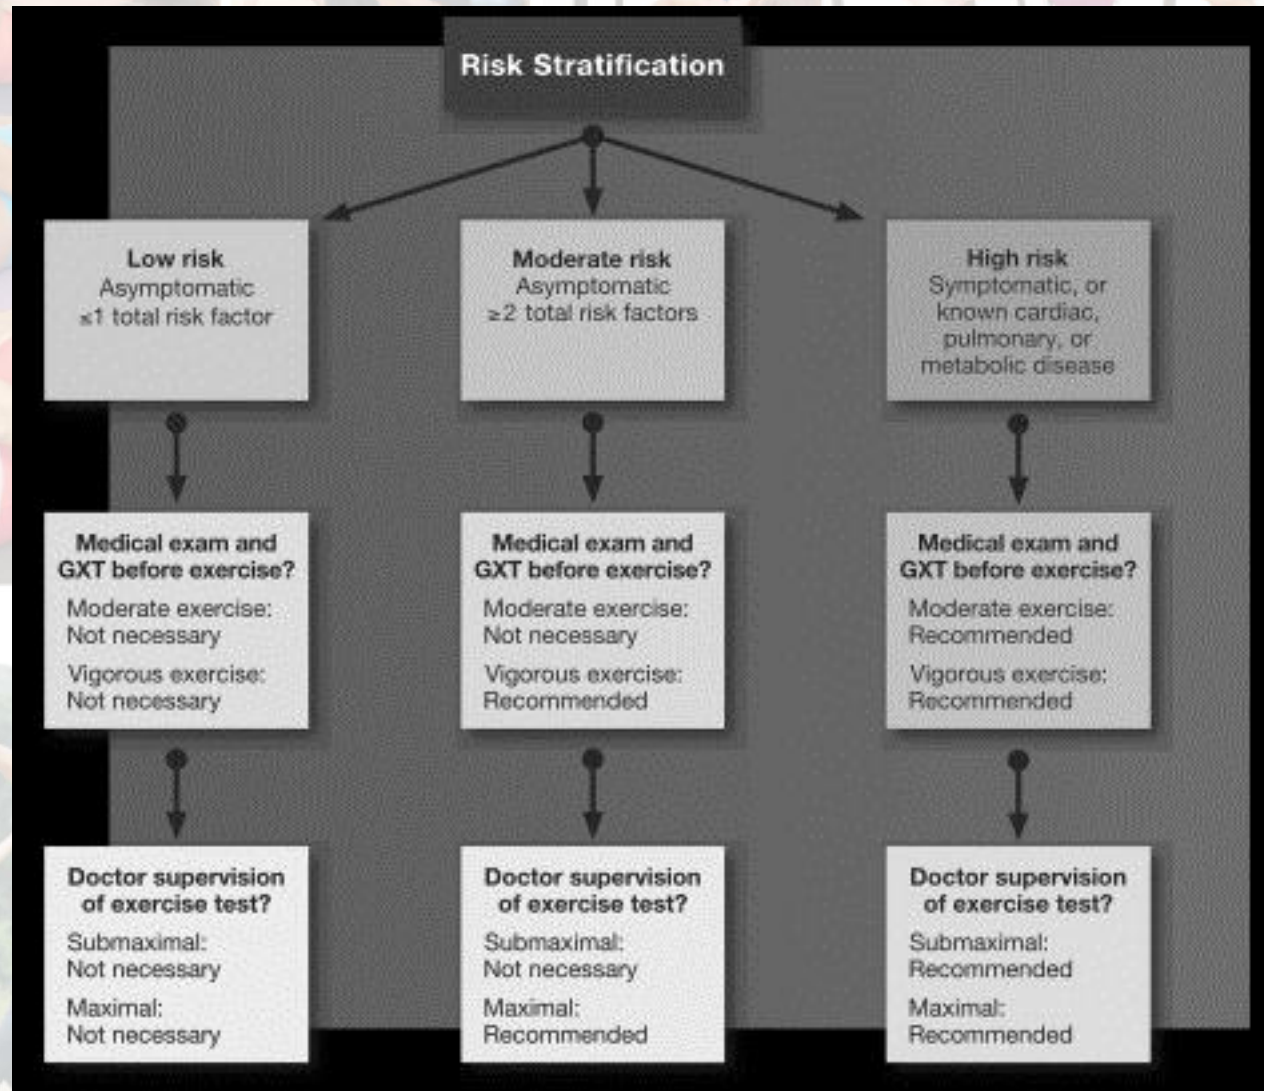 Risk Stratification
Low risk
Asymptomatic
≤1 total risk factor
Moderate risk
Asymptomatic
≥2 total risk factors
High risk
Symptomatic, or
known cardiac,
pulmonary, or
metabolic disease
Medical exam and
GXT before exercise?
Moderate exercise:
Not necessary
Vigorous exercise:
Not necessary
Medical exam and
GXT before exercise?
Moderate exercise:
Not necessary
Vigorous exercise:
Recommended
Medical exam and
GXT before exercise?
Moderate exercise:
Recommended
Vigorous exercise:
Recommended
Doctor supervision
of exercise test?
Submaximal:
Not necessary
Maximal:
Not necessary
Doctor supervision
of exercise test?
Submaximal:
Not necessary
Maximal:
Recommended
Doctor supervision
of exercise test?
Submaximal:
Recommended
Maximal:
Recommended